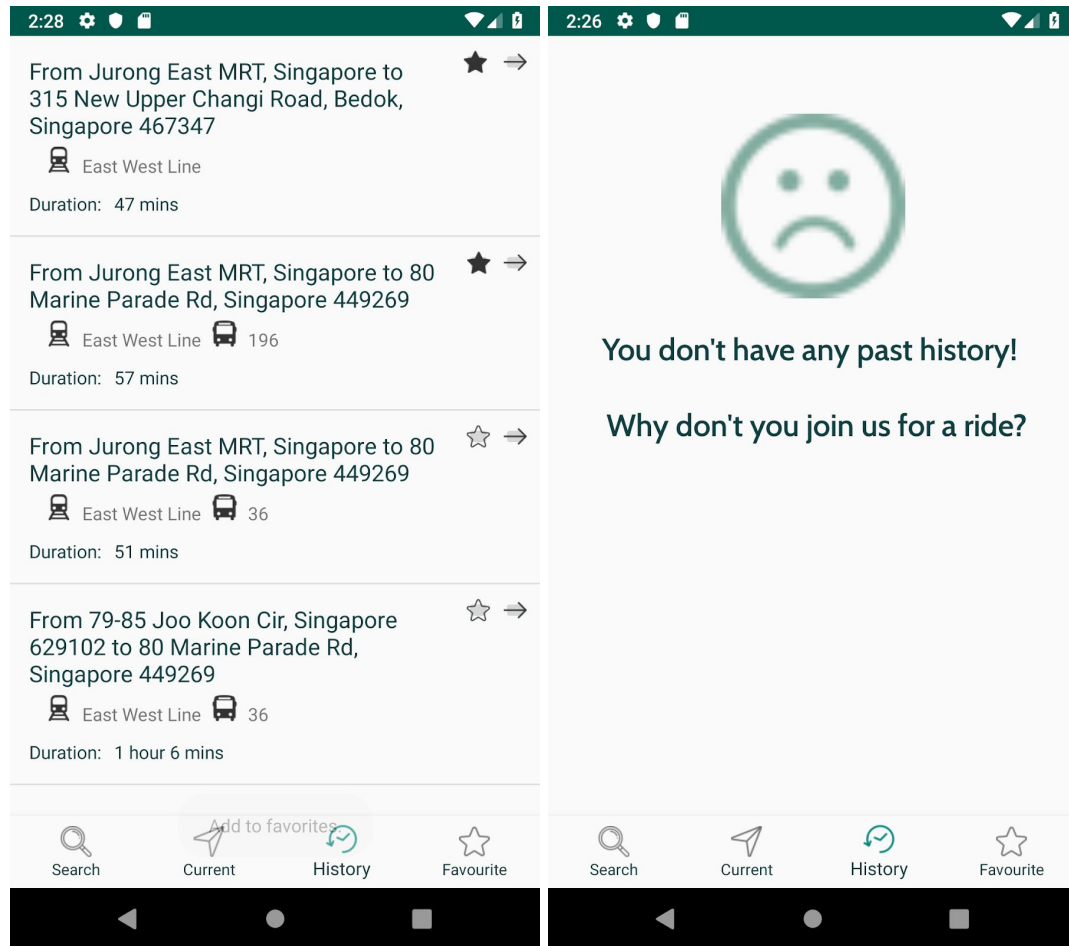 2:28
From Jurong East MRT, Singapore to
315 New Upper Changi Road, Bedok,
Singapore 467347
East West Line
Duration: 47 mins
From Jurong East MRT, Singapore to 80
Marine Parade Rd, Singapore 449269
East West Line 196
Duration: 57 mins
From Jurong East MRT, Singapore to 80
Marine Parade Rd, Singapore 449269
East West Line 36
Duration: 51 mins
From 79-85 Joo Koon Cir, Singapore
629102 to 80 Marine Parade Rd,
Singapore 449269
East West Line 36
Duration: 1 hour 6 mins
Add to favorites.
Search Current History Favourite
2:26
You don't have any past history!
Why don't you join us for a ride?
Search Current History Favourite